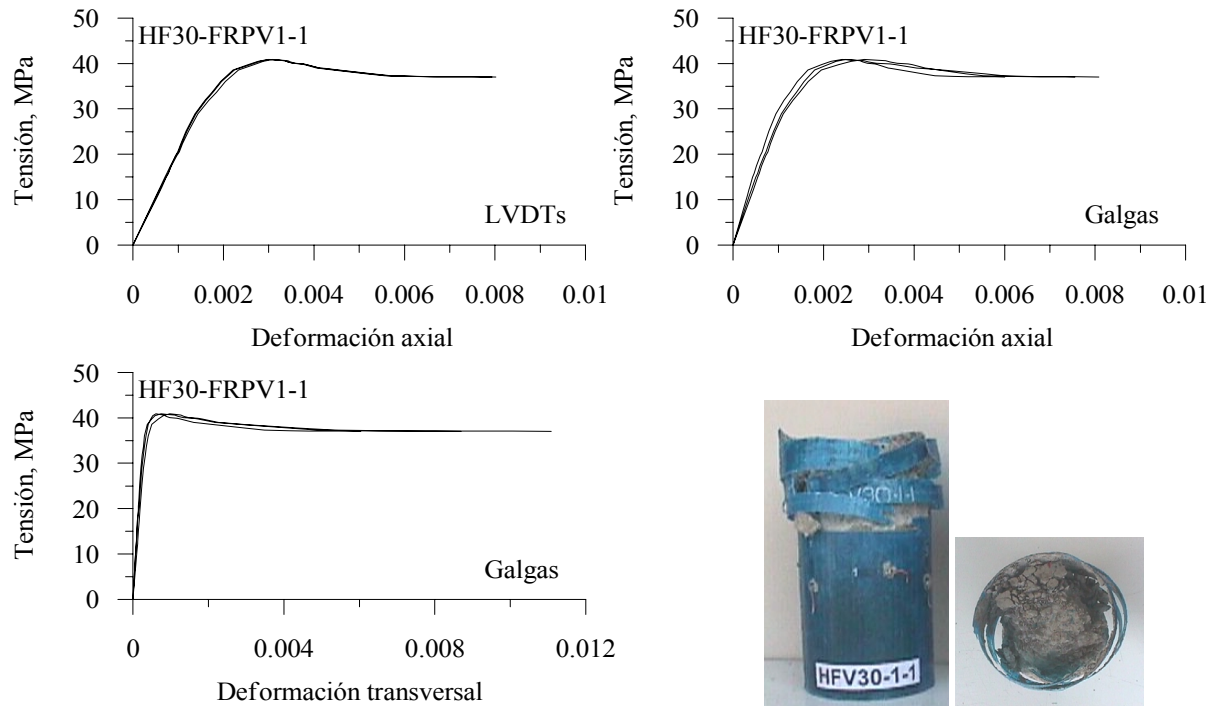 50
40
30
20
10
0
Tensión, MPa
HF30-FRPV1-1
LVDTs
0 0.002 0.004 0.006 0.008 0.01
Deformación axial
50
40
30
20
10
0
Tensión, MPa
HF30-FRPV1-1
Galgas
0 0.002 0.004 0.006 0.008 0.01
Deformación axial
50
40
30
20
10
0
Tensión, MPa
HF30-FRPV1-1
Galgas
0 0.004 0.008 0.012
Deformación transversal
V30-1-1
HFV30-1-1